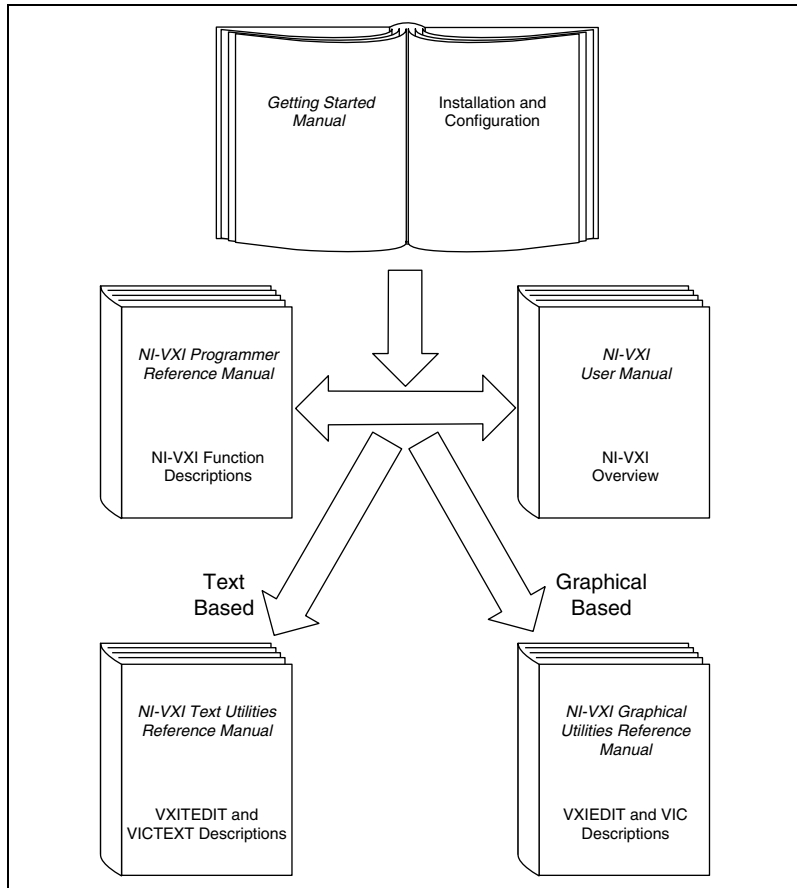 Getting Started
Manual
Installation and
Configuration
NI-VXI Programmer
Reference Manual
NI-VXI Function
Descriptions
NI-VXI
User Manual
NI-VXI
Overview
Text
Based
Graphical
Based
NI-VXI Text Utilities
Reference Manual
VXITEDIT and
VICTEXT Descriptions
NI-VXI Graphical
Utilities Reference
Manual
VXIEDIT and VIC
Descriptions